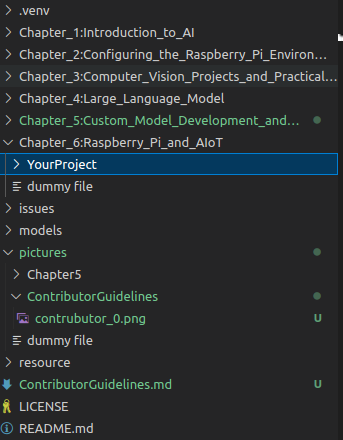 .venv
Chapter_1:Introduction_to_AI
Chapter_2:Configuring_the_Raspberry_Pi_Environ...
Chapter_3:Computer_Vision_Projects_and_Practical...
Chapter_4:Large_Language_Model
Chapter_5:Custom_Model_Development_and...
Chapter_6:Raspberry_Pi_and_AIoT
YourProject
dummy file
issues
models
pictures
Chapter5
ContributorGuidelines
contrubutor_0.png U
dummy file
resource
ContributorGuidelines.md U
LICENSE
README.md